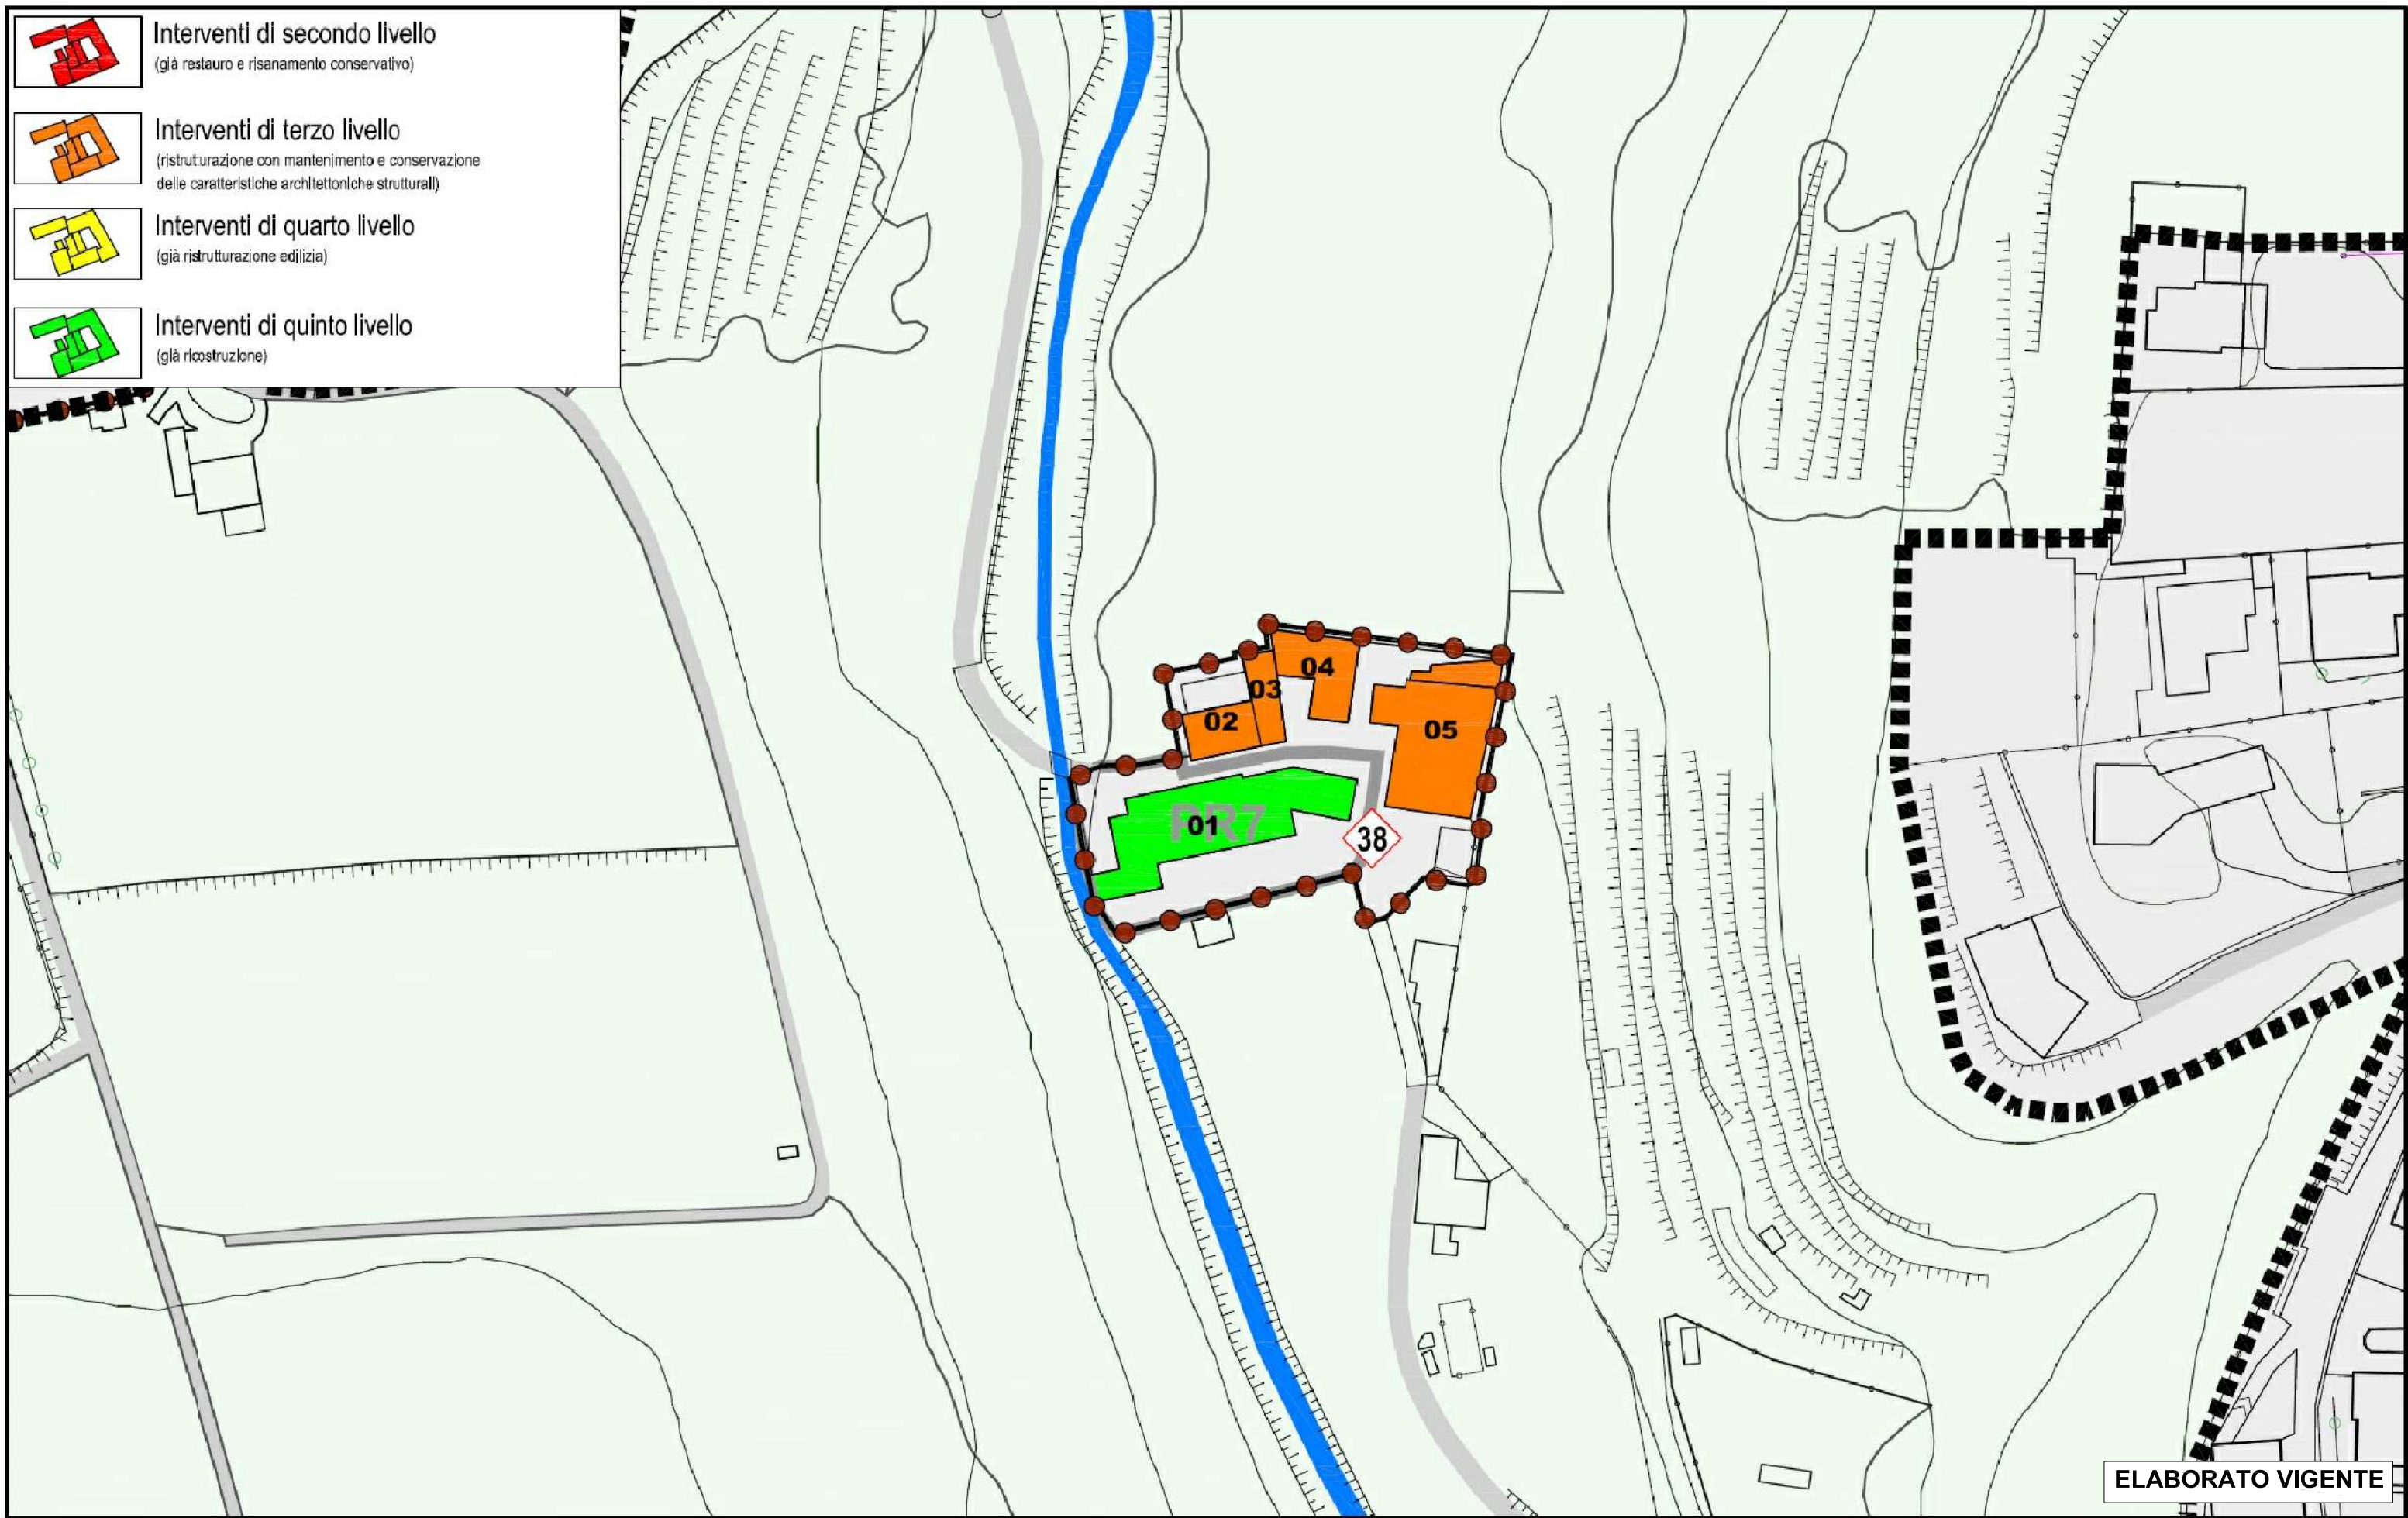 Interventi di secondo livello
(già restauro e risanamento conservativo)
Interventi di terzo livello
(ristrutturazione con mantenimento e conservazione
delle caratteristiche architettoniche strutturali)
Interventi di quarto livello
(già ristrutturazione edilizia)
Interventi di quinto livello
(già ricostruzione)
04
03
02
05
PR7
01
38
ELABORATO VIGENTE